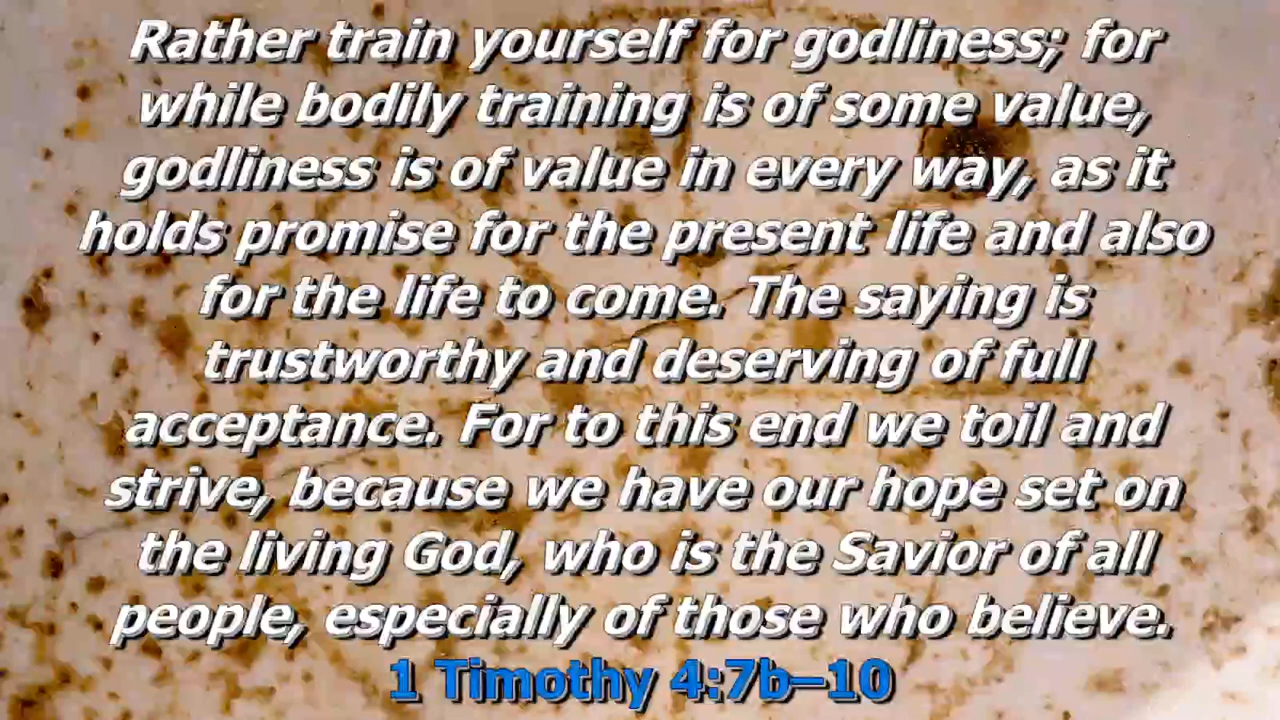 Rather train yourself for godliness; for
while bodily training is of some value,
godliness is of value in every way, as it
holds promise for the present life and also
for the life to come. The saying is
trustworthy and deserving of full
acceptance. For to this end we toil and
strive, because we have our hope set on
the living God, who is the Savior of all
people, especially of those who believe.
1 Timothy 4:7b–10